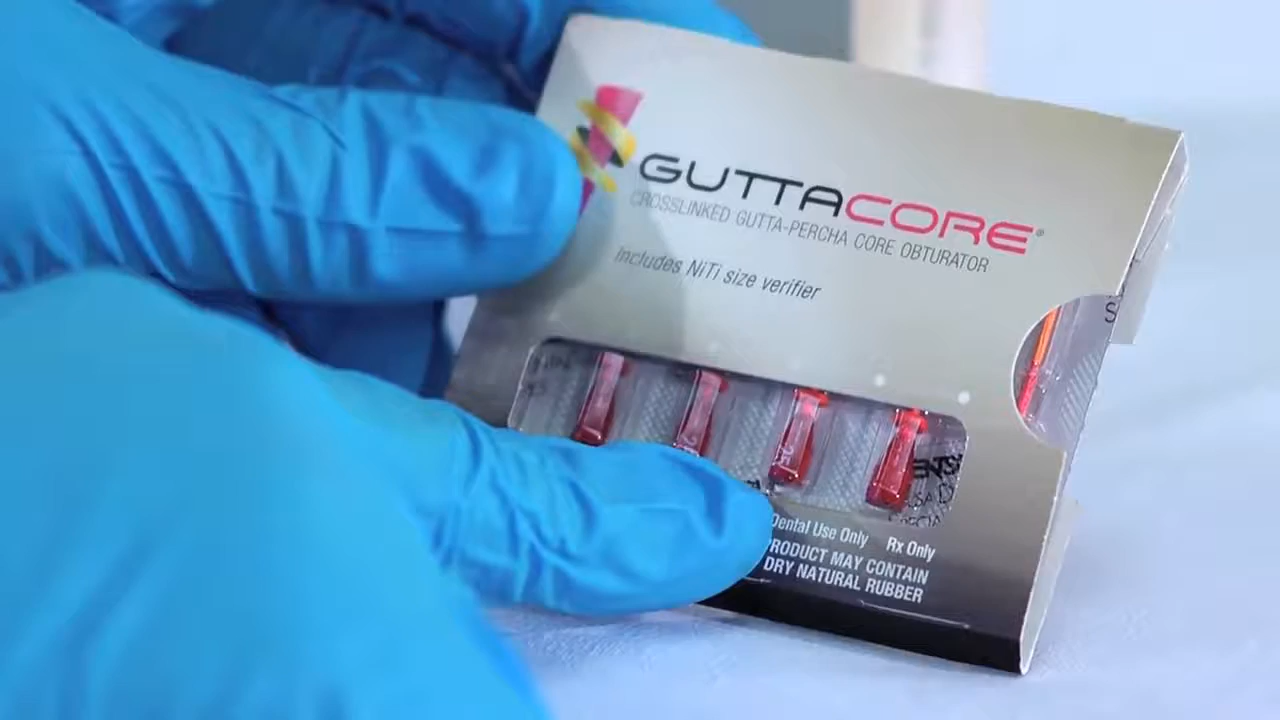 GUTTACORE®
CROSSLINKED GUTTA-PERCHA CORE OBTURATOR
Includes NiTi size verifier
25
Dental Use Only Rx Only
PRODUCT MAY CONTAIN
DRY NATURAL RUBBER